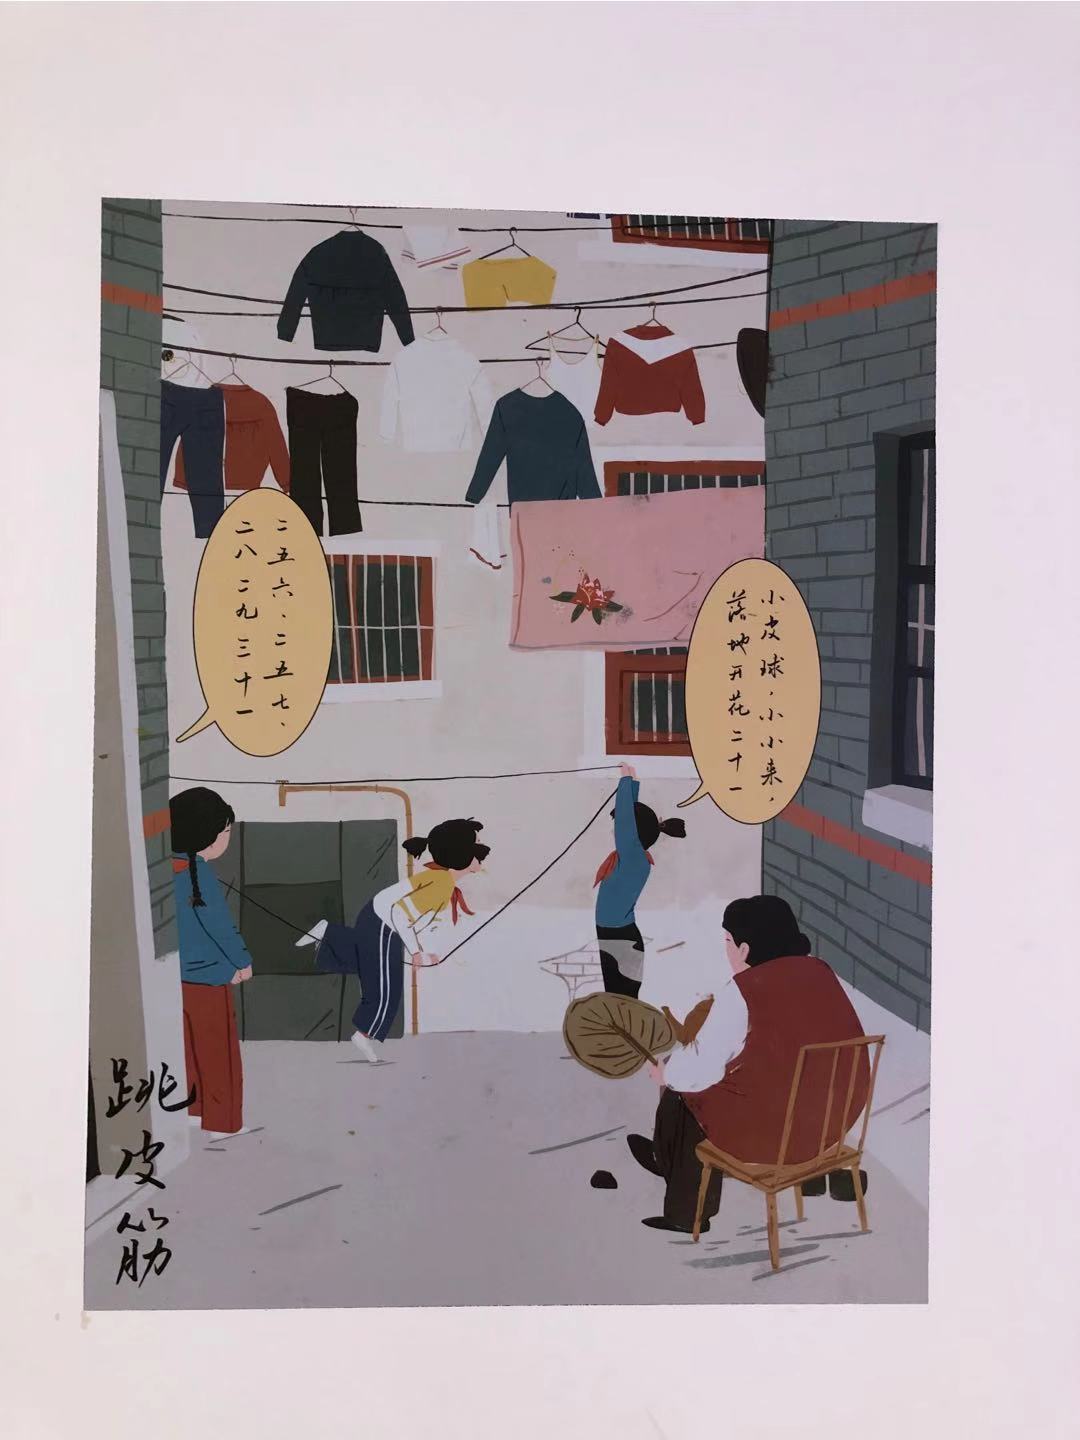 小皮球，小小来，
落地开花二十一
二五六、二五七、
二八二九三十一
跳皮筋